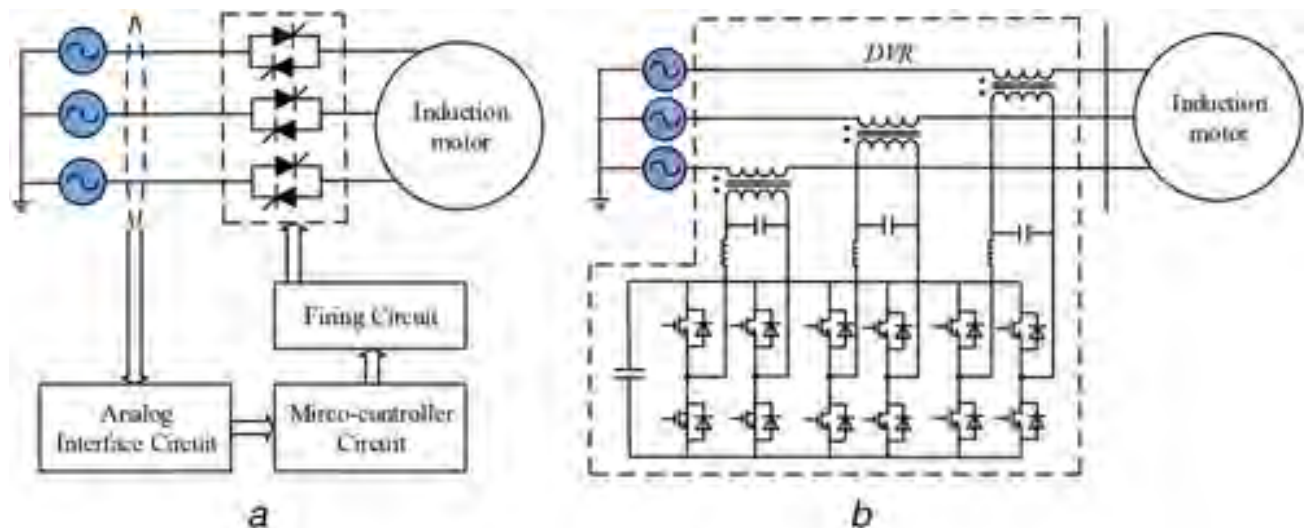 Induction
motor
Firing Circuit
Analog
Interface Circuit
Mirco-controller
Circuit
a
DVR
Induction
motor
b